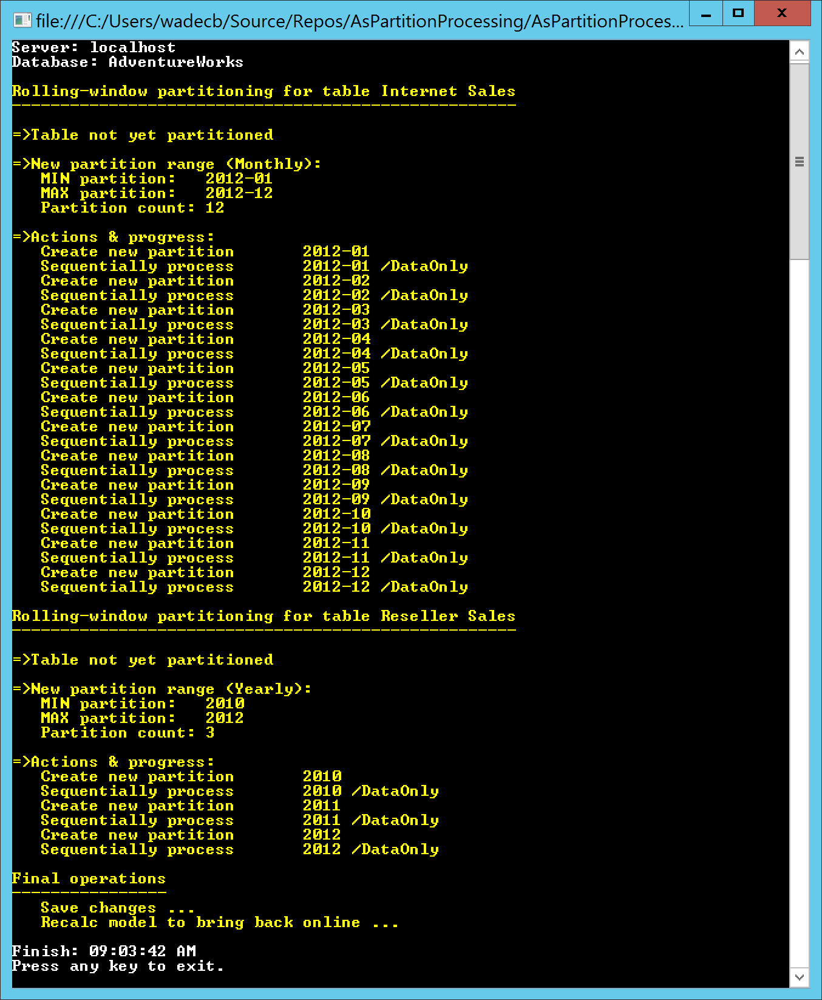 file:///C:/Users/wadecb/Source/Repos/AsPartitionProcessing/AsPartitionProces...
Server: localhost
Database: AdventureWorks
Rolling-window partitioning for table Internet Sales
----------------------------------------------------
=>Table not yet partitioned
=>New partition range (Monthly):
   MIN partition:   2012-01
   MAX partition:   2012-12
   Partition count: 12
=>Actions & progress:
   Create new partition       2012-01
   Sequentially process       2012-01 /DataOnly
   Create new partition       2012-02
   Sequentially process       2012-02 /DataOnly
   Create new partition       2012-03
   Sequentially process       2012-03 /DataOnly
   Create new partition       2012-04
   Sequentially process       2012-04 /DataOnly
   Create new partition       2012-05
   Sequentially process       2012-05 /DataOnly
   Create new partition       2012-06
   Sequentially process       2012-06 /DataOnly
   Create new partition       2012-07
   Sequentially process       2012-07 /DataOnly
   Create new partition       2012-08
   Sequentially process       2012-08 /DataOnly
   Create new partition       2012-09
   Sequentially process       2012-09 /DataOnly
   Create new partition       2012-10
   Sequentially process       2012-10 /DataOnly
   Create new partition       2012-11
   Sequentially process       2012-11 /DataOnly
   Create new partition       2012-12
   Sequentially process       2012-12 /DataOnly
Rolling-window partitioning for table Reseller Sales
----------------------------------------------------
=>Table not yet partitioned
=>New partition range (Yearly):
   MIN partition:   2010
   MAX partition:   2012
   Partition count: 3
=>Actions & progress:
   Create new partition       2010
   Sequentially process       2010 /DataOnly
   Create new partition       2011
   Sequentially process       2011 /DataOnly
   Create new partition       2012
   Sequentially process       2012 /DataOnly
Final operations
----------------
   Save changes ...
   Recalc model to bring back online ...
Finish: 09:03:42 AM
Press any key to exit.